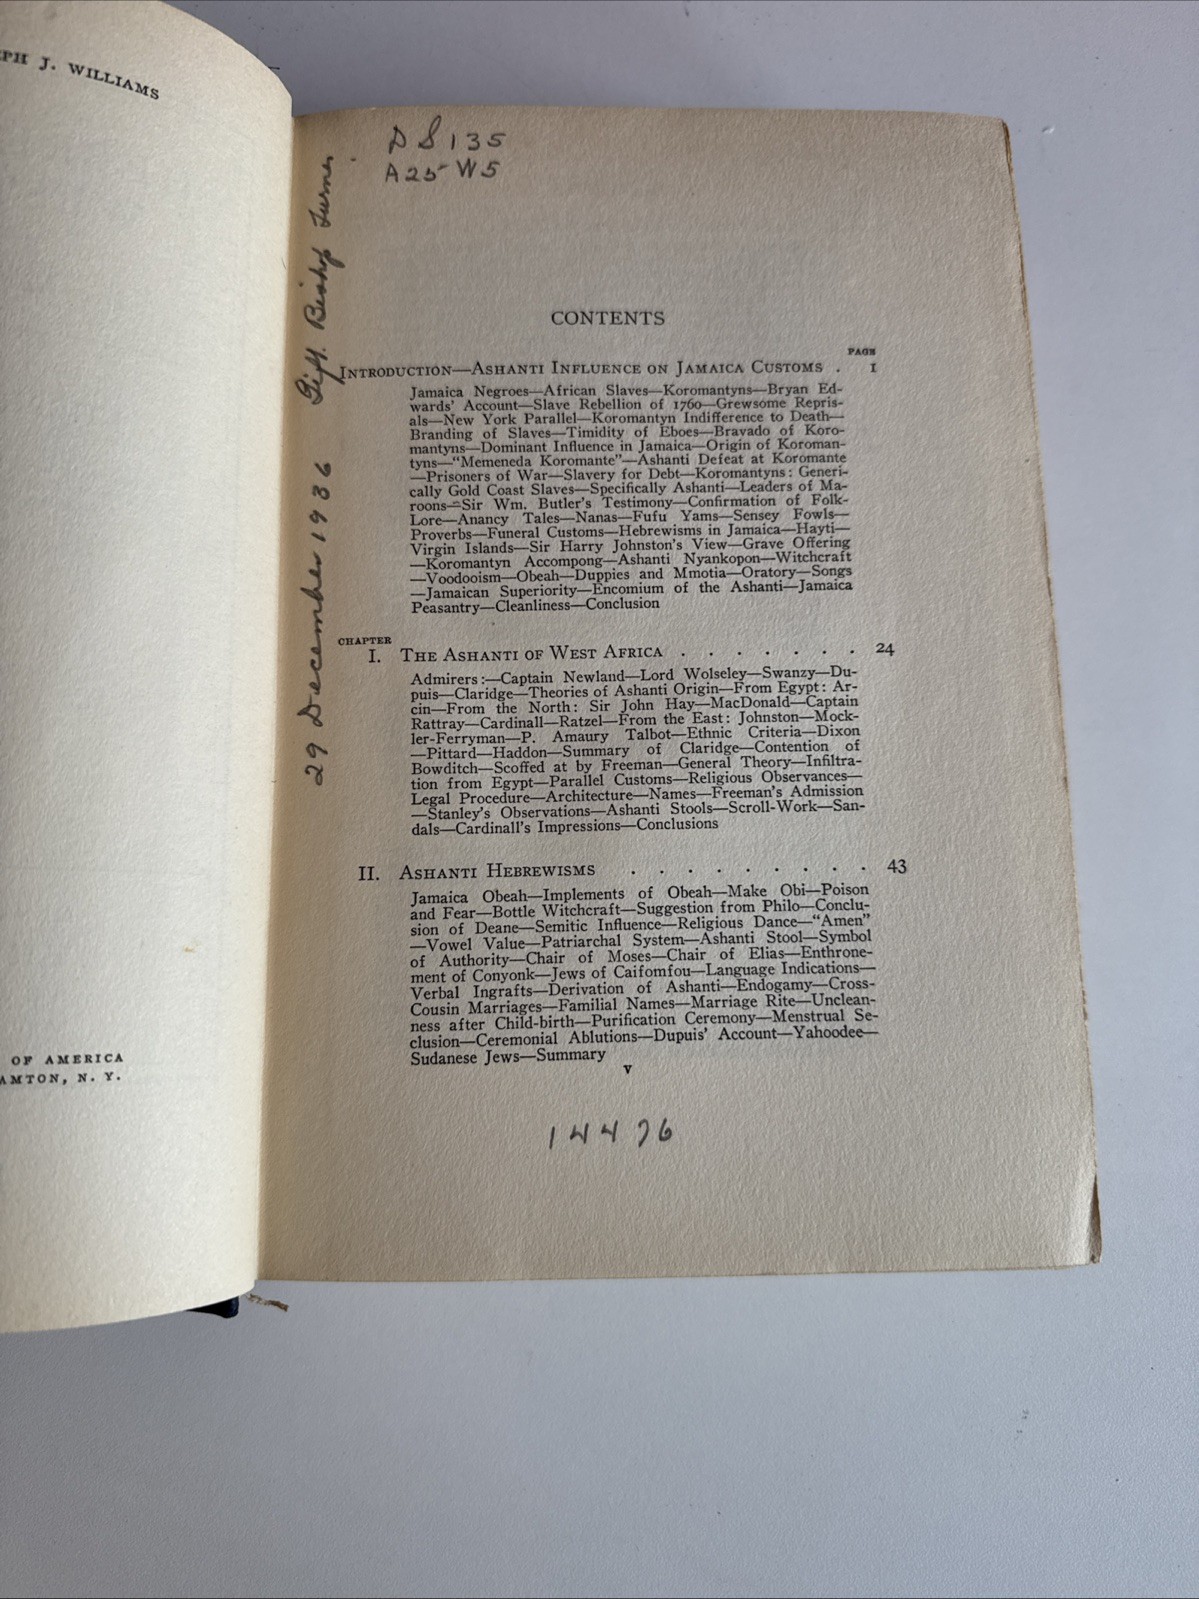 PH J. WILLIAMS
OF AMERICA
AMTON, N. Y.
DS135
A25 W5
29 December 1936 Gift. Bishop Turner
CONTENTS
PAGE
INTRODUCTION—ASHANTI INFLUENCE ON JAMAICA CUSTOMS . 1
Jamaica Negroes—African Slaves—Koromantyns—Bryan Ed-
wards' Account—Slave Rebellion of 1760—Grewsome Repris-
als—New York Parallel—Koromantyn Indifference to Death—
Branding of Slaves—Timidity of Eboes—Bravado of Koro-
mantyns—Dominant Influence in Jamaica—Origin of Koroman-
tyns—"Memeneda Koromante"—Ashanti Defeat at Koromante
—Prisoners of War—Slavery for Debt—Koromantyns: Generi-
cally Gold Coast Slaves—Specifically Ashanti—Leaders of Ma-
roons—Sir Wm. Butler's Testimony—Confirmation of Folk-
Lore—Anancy Tales—Nanas—Fufu Yams—Sensey Fowls—
Proverbs—Funeral Customs—Hebrewisms in Jamaica—Hayti—
Virgin Islands—Sir Harry Johnston's View—Grave Offering
—Koromantyn Accompong—Ashanti Nyankopon—Witchcraft
—Voodooism—Obeah—Duppies and Mmotia—Oratory—Songs
—Jamaican Superiority—Encomium of the Ashanti—Jamaica
Peasantry—Cleanliness—Conclusion
CHAPTER
I. THE ASHANTI OF WEST AFRICA . . . . . . . 24
Admirers:—Captain Newland—Lord Wolseley—Swanzy—Du-
puis—Claridge—Theories of Ashanti Origin—From Egypt: Ar-
cin—From the North: Sir John Hay—MacDonald—Captain
Rattray—Cardinall—Ratzel—From the East: Johnston—Mock-
ler-Ferryman—P. Amaury Talbot—Ethnic Criteria—Dixon
—Pittard—Haddon—Summary of Claridge—Contention of
Bowditch—Scoffed at by Freeman—General Theory—Infiltra-
tion from Egypt—Parallel Customs—Religious Observances—
Legal Procedure—Architecture—Names—Freeman's Admission
—Stanley's Observations—Ashanti Stools—Scroll-Work—San-
dals—Cardinall's Impressions—Conclusions
II. ASHANTI HEBREWISMS . . . . . . . . . 43
Jamaica Obeah—Implements of Obeah—Make Obi—Poison
and Fear—Bottle Witchcraft—Suggestion from Philo—Conclu-
sion of Deane—Semitic Influence—Religious Dance—"Amen"
—Vowel Value—Patriarchal System—Ashanti Stool—Symbol
of Authority—Chair of Moses—Chair of Elias—Enthrone-
ment of Conyonk—Jews of Caifomfou—Language Indications—
Verbal Ingrafts—Derivation of Ashanti—Endogamy—Cross-
Cousin Marriages—Familial Names—Marriage Rite—Unclean-
ness after Child-birth—Purification Ceremony—Menstrual Se-
clusion—Ceremonial Ablutions—Dupuis' Account—Yahoodee—
Sudanese Jews—Summary
V
14476